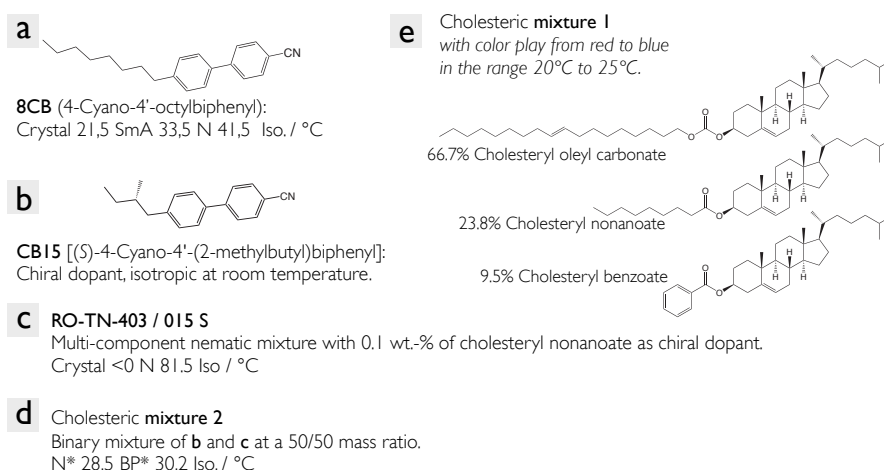 a
CN
8CB (4-Cyano-4'-octylbiphenyl):
Crystal 21,5 SmA 33,5 N 41,5 Iso. / °C
b
CN
CB15 [(S)-4-Cyano-4'-(2-methylbutyl)biphenyl]:
Chiral dopant, isotropic at room temperature.
e
Cholesteric mixture 1
with color play from red to blue
in the range 20°C to 25°C.
O
O O
H
H H
66.7% Cholesteryl oleyl carbonate
O
O
H
H H
23.8% Cholesteryl nonanoate
O
O
H
H H
9.5% Cholesteryl benzoate
c
RO-TN-403 / 015 S
Multi-component nematic mixture with 0.1 wt.-% of cholesteryl nonanoate as chiral dopant.
Crystal <0 N 81.5 Iso / °C
d
Cholesteric mixture 2
Binary mixture of b and c at a 50/50 mass ratio.
N* 28.5 BP* 30.2 Iso. / °C